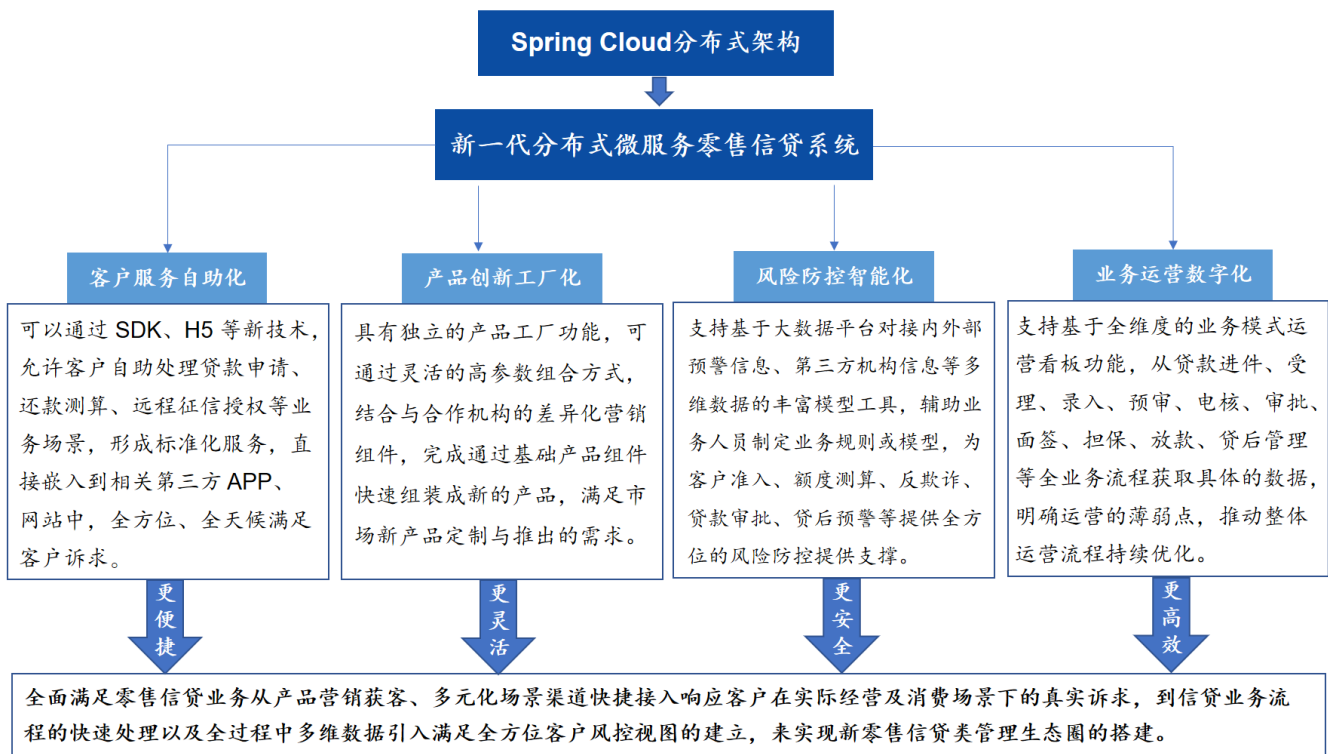 Spring Cloud分布式架构
新一代分布式微服务零售信贷系统
客户服务自助化
可以通过 SDK、H5 等新技术，
允许客户自助处理贷款申请、
还款测算、远程征信授权等业
务场景，形成标准化服务，直
接嵌入到相关第三方 APP、
网站中，全方位、全天候满足
客户诉求。
更便捷
产品创新工厂化
具有独立的产品工厂功能，可
通过灵活的高参数组合方式，
结合与合作机构的差异化营销
组件，完成通过基础产品组件
快速组装成新的产品，满足市
场新产品定制与推出的需求。
更灵活
风险防控智能化
支持基于大数据平台对接内外部
预警信息、第三方机构信息等多
维数据的丰富模型工具，辅助业
务人员制定业务规则或模型，为
客户准入、额度测算、反欺诈、
贷款审批、贷后预警等提供全方
位的风险防控提供支撑。
更安全
业务运营数字化
支持基于全维度的业务模式运
营看板功能，从贷款进件、受
理、录入、预审、电核、审批、
面签、担保、放款、贷后管理
等全业务流程获取具体的数据，
明确运营的薄弱点，推动整体
运营流程持续优化。
更高效
全面满足零售信贷业务从产品营销获客、多元化场景渠道快捷接入响应客户在实际经营及消费场景下的真实诉求，到信贷业务流
程的快速处理以及全过程中多维数据引入满足全方位客户风控视图的建立，来实现新零售信贷类管理生态圈的搭建。